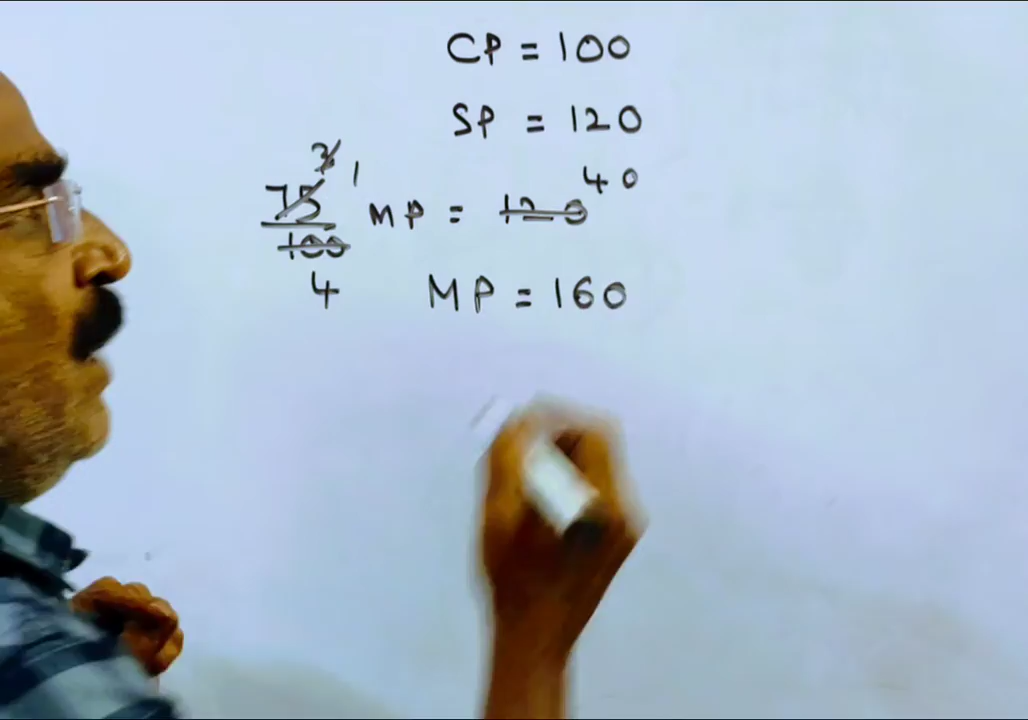 CP = 100
SP = 120
3 1 40
75/100 MP = 120
4 MP = 160